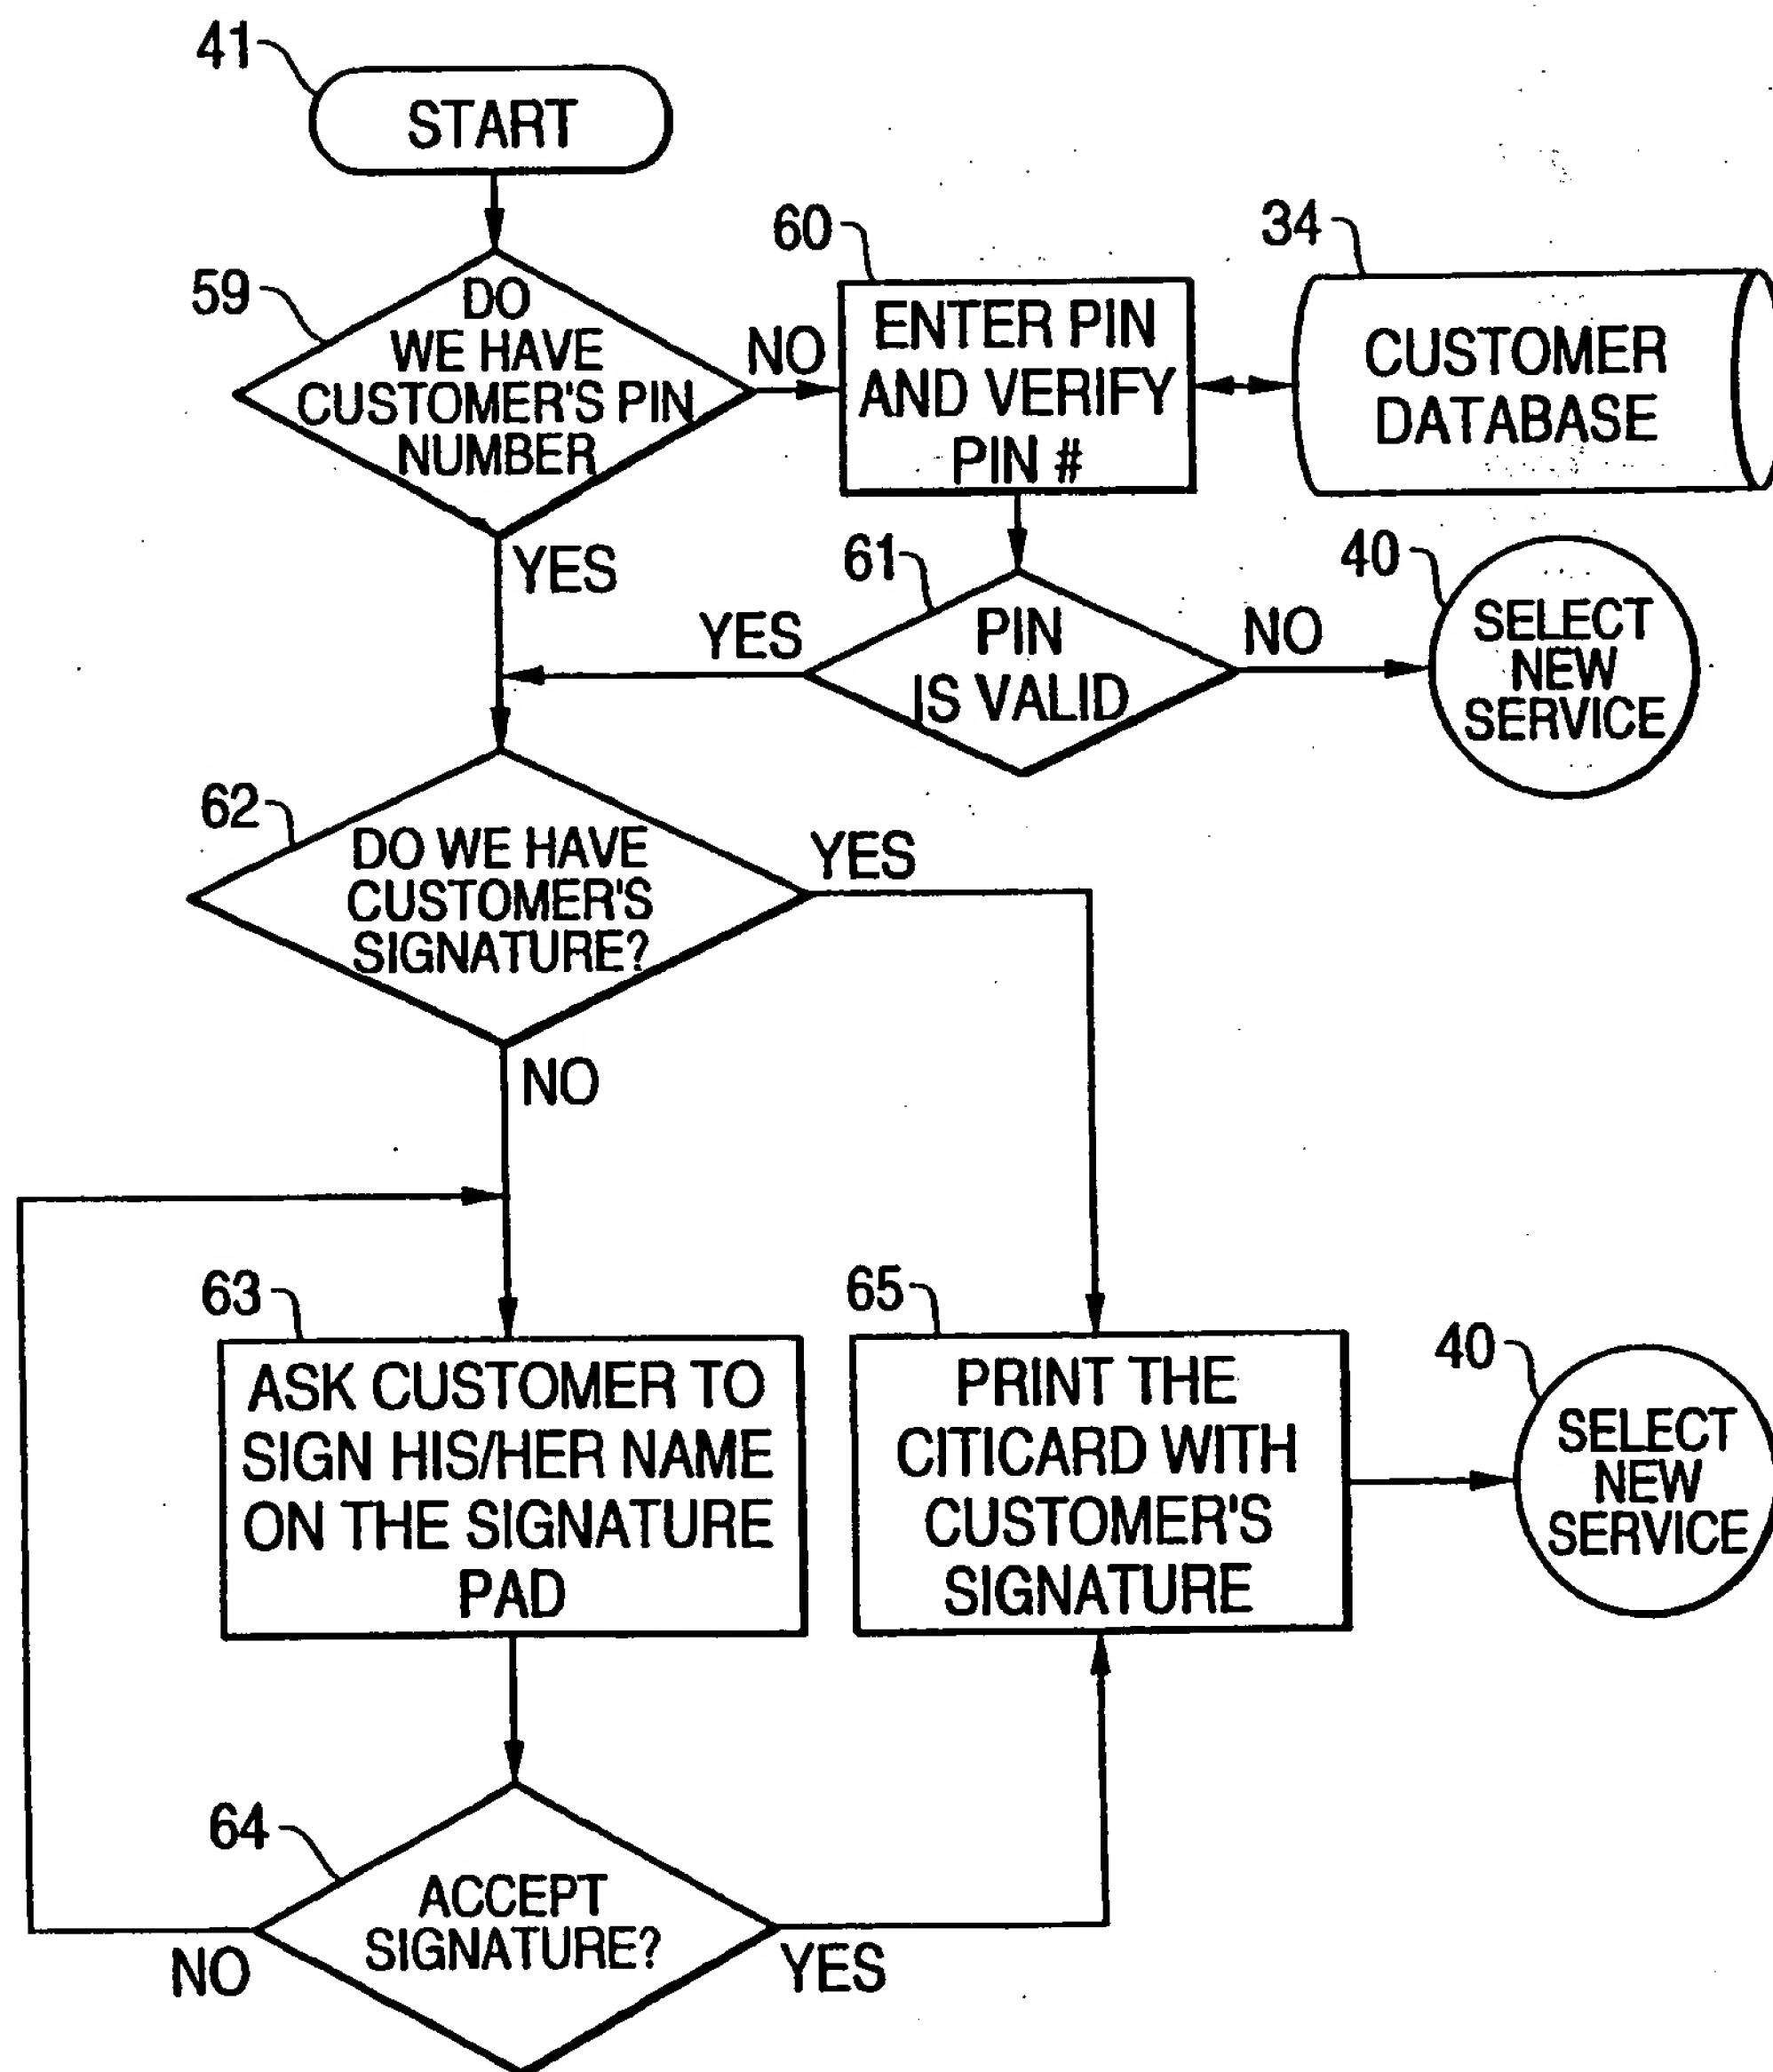 41
START
59
DO
WE HAVE
CUSTOMER'S PIN
NUMBER
NO
YES
60
ENTER PIN
AND VERIFY
PIN #
34
CUSTOMER
DATABASE
61
PIN
IS VALID
YES
NO
40
SELECT
NEW
SERVICE
62
DO WE HAVE
CUSTOMER'S
SIGNATURE?
YES
NO
63
ASK CUSTOMER TO
SIGN HIS/HER NAME
ON THE SIGNATURE
PAD
65
PRINT THE
CITICARD WITH
CUSTOMER'S
SIGNATURE
40
SELECT
NEW
SERVICE
64
ACCEPT
SIGNATURE?
NO
YES